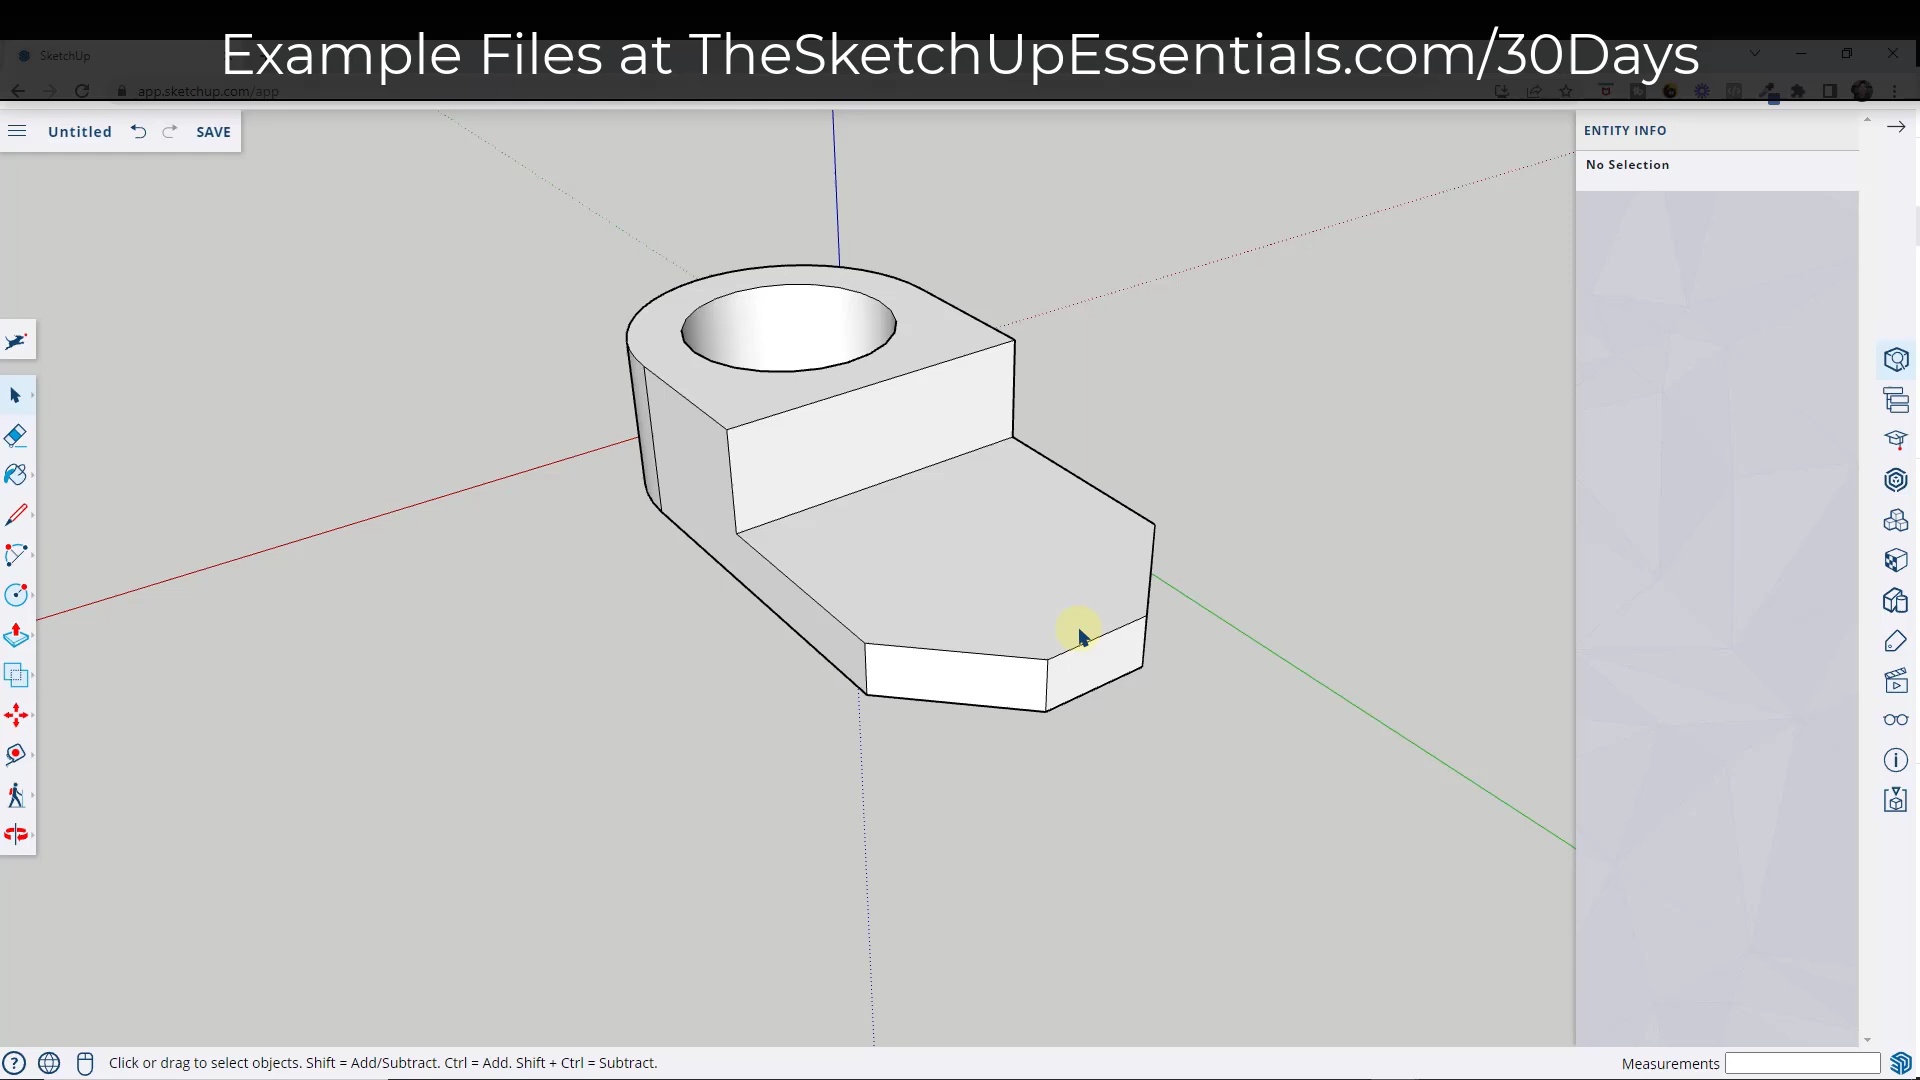 Example Files at TheSketchUpEssentials.com/30Days
SketchUp
app.sketchup.com/app
Untitled
SAVE
ENTITY INFO
No Selection
Click or drag to select objects. Shift = Add/Subtract. Ctrl = Add. Shift + Ctrl = Subtract.
Measurements